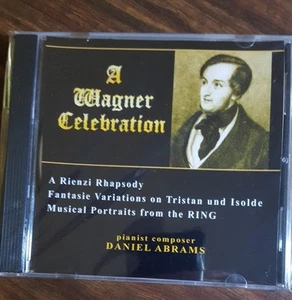 A
Wagner
Celebration
A Rienzi Rhapsody
Fantasie Variations on Tristan und Isolde
Musical Portraits from the RING
pianist composer
DANIEL ABRAMS